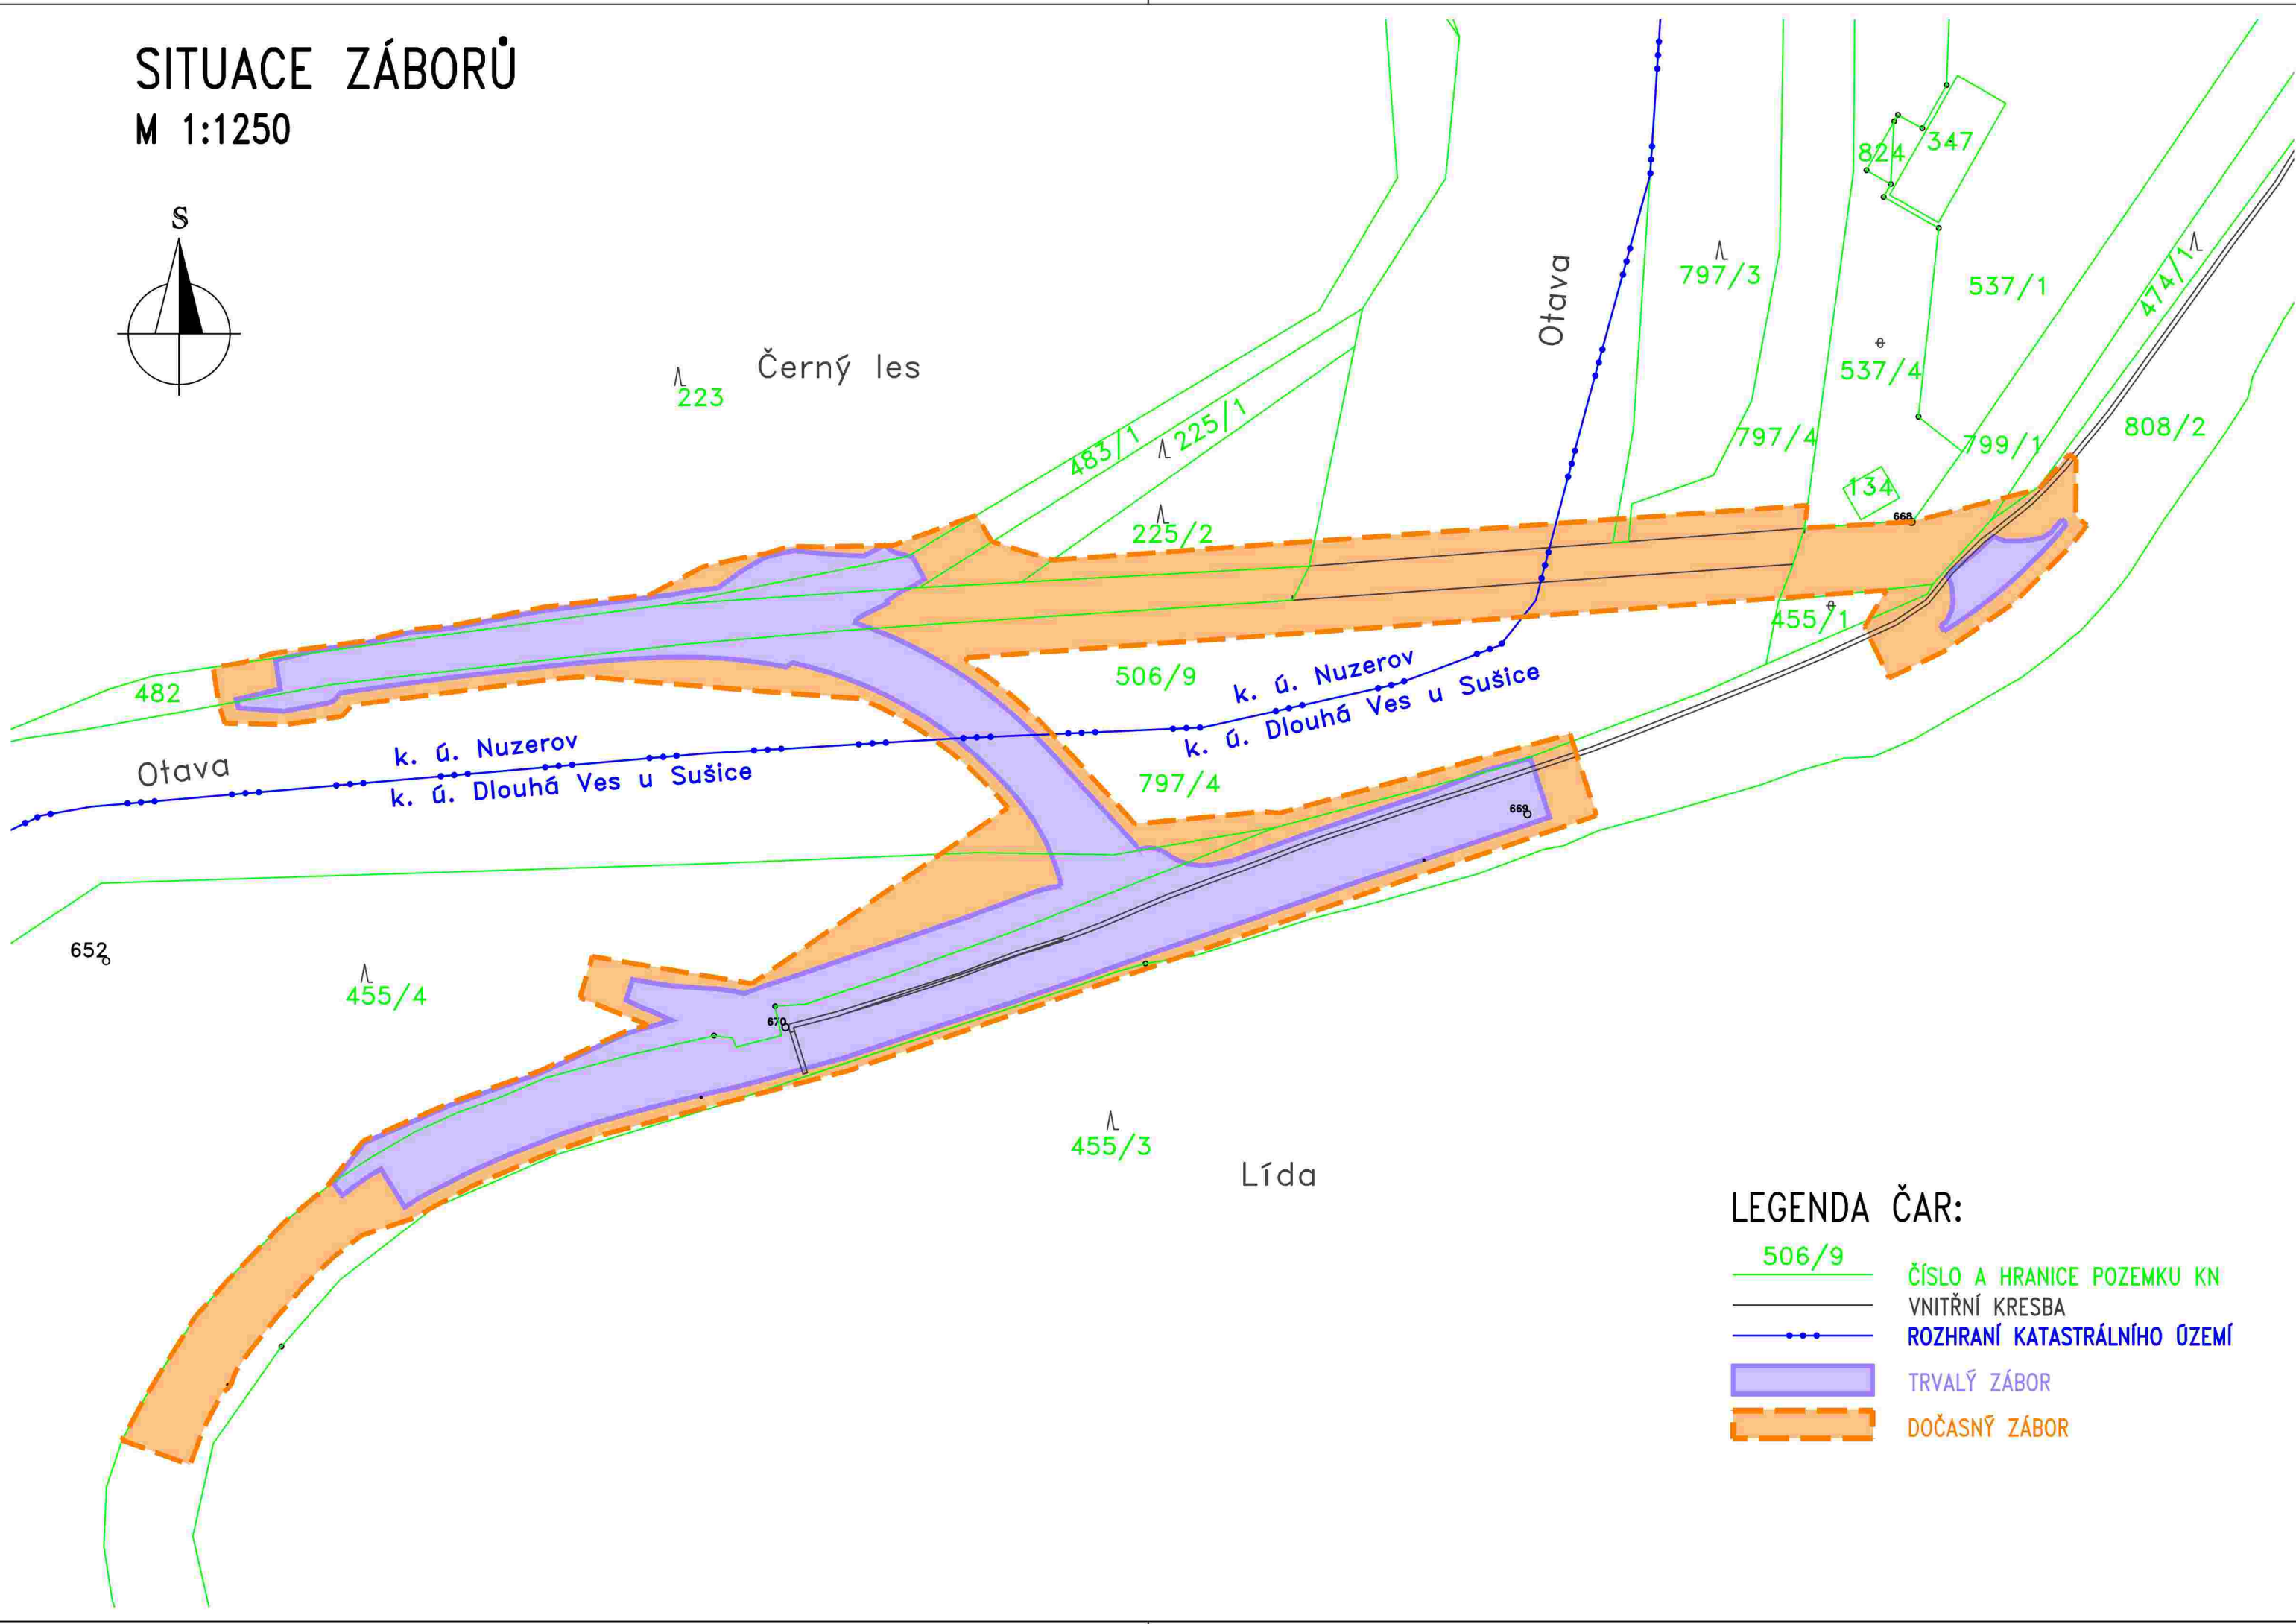 SITUACE ZÁBORŮ
M 1:1250
S
824
347
797/3
537/1
474/1
Otava
Černý les
223
537/4
483/1
225/1
797/4
799/1
808/2
134
668
225/2
455/1
482
506/9
k. ú. Nuzerov
k. ú. Dlouhá Ves u Sušice
k. ú. Nuzerov
Otava
k. ú. Dlouhá Ves u Sušice
797/4
669
652
455/4
670
455/3
Lída
LEGENDA ČAR:
506/9
ČÍSLO A HRANICE POZEMKU KN
VNITŘNÍ KRESBA
ROZHRANÍ KATASTRÁLNÍHO ÚZEMÍ
TRVALÝ ZÁBOR
DOČASNÝ ZÁBOR